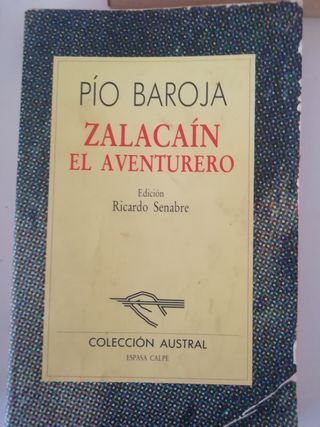 PÍO BAROJA
ZALACAÍN
EL AVENTURERO
Edición
Ricardo Senabre
COLECCIÓN AUSTRAL
ESPASA CALPE